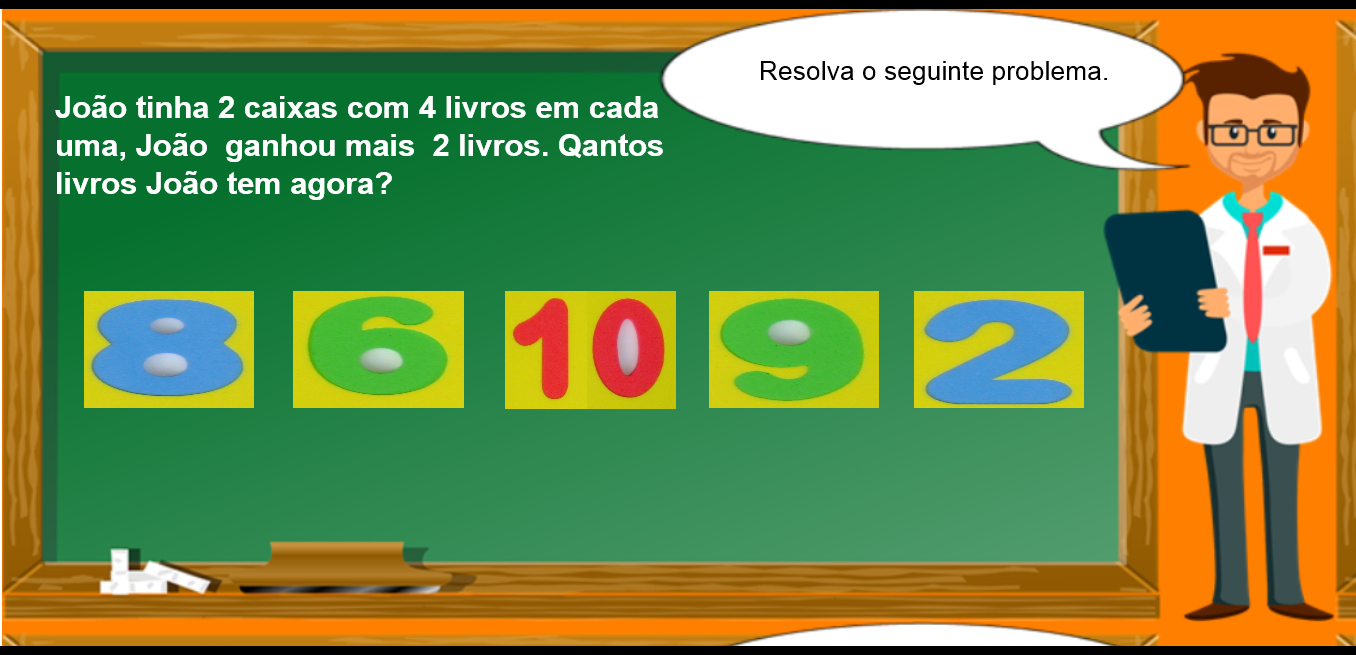 Resolva o seguinte problema.
João tinha 2 caixas com 4 livros em cada
uma, João  ganhou mais  2 livros. Qantos
livros João tem agora?
8 6 10 9 2